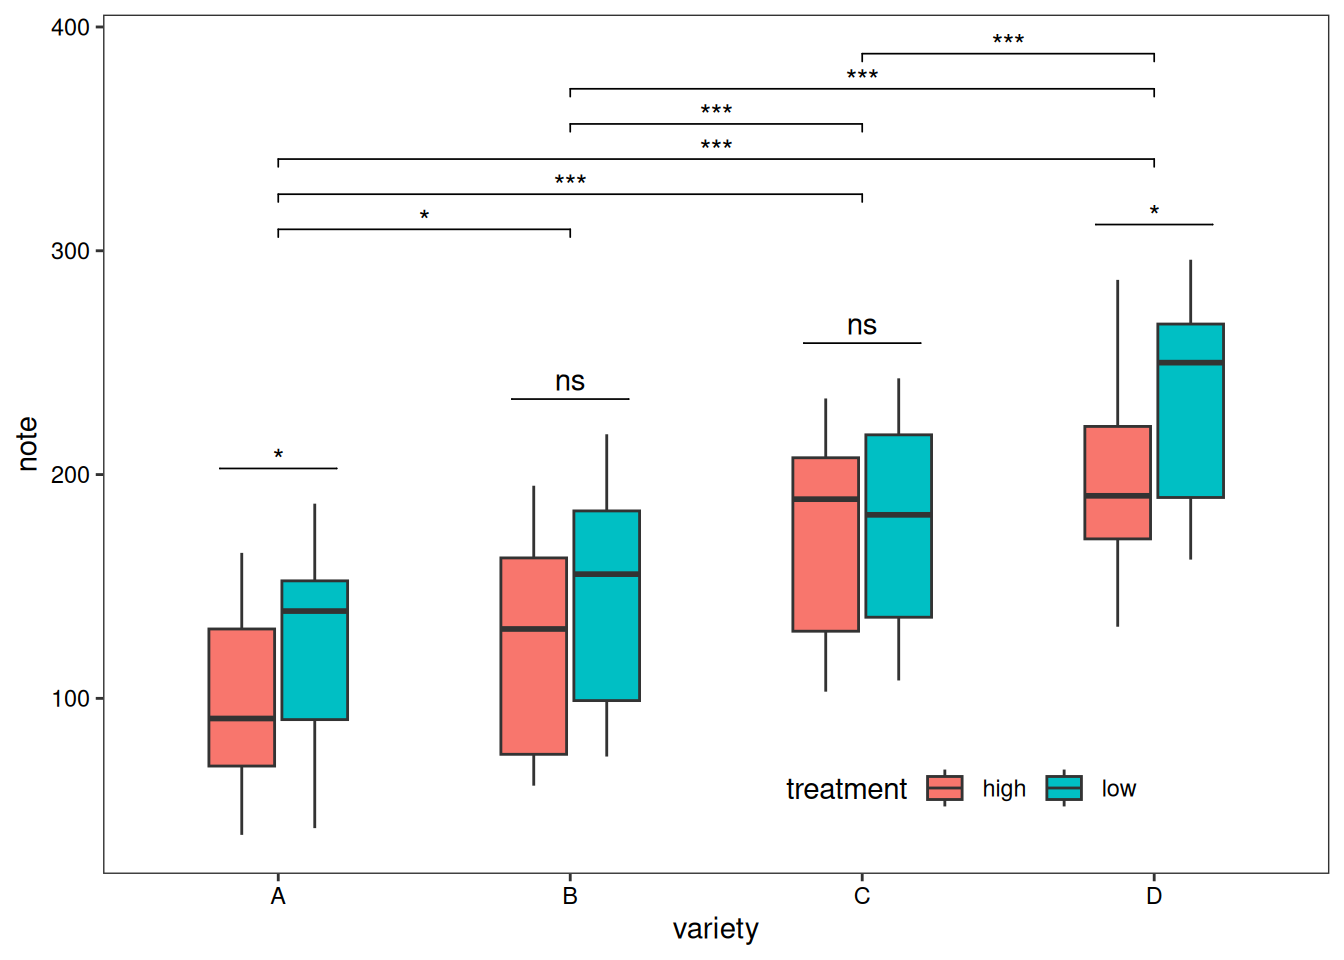 400
***
***
***
***
***
*
*
300
ns
ns
note
200
*
100
treatment high low
A B C D
variety